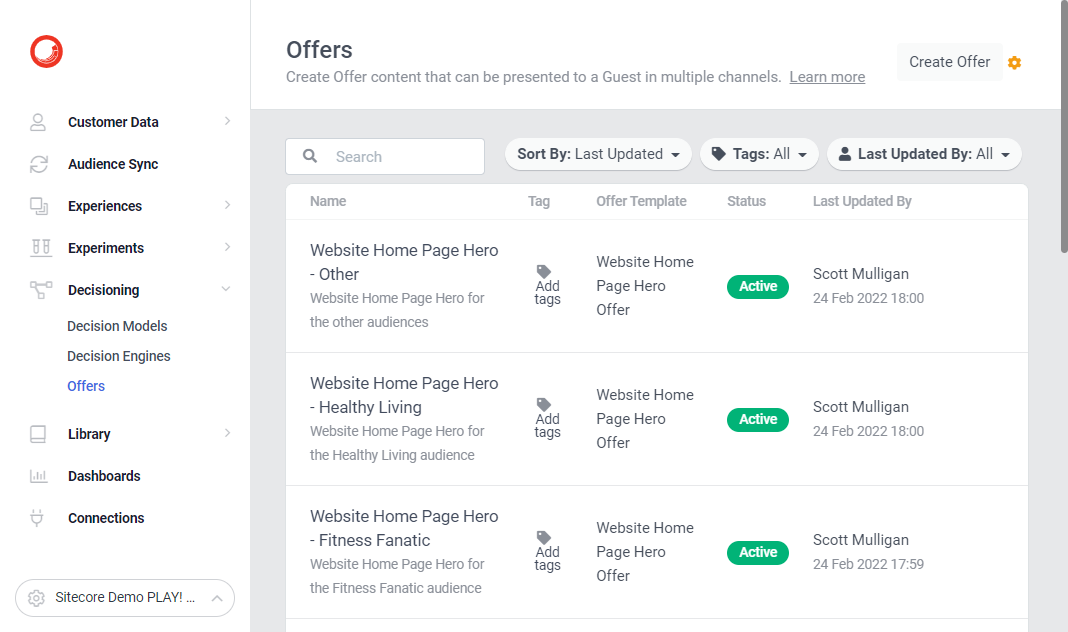 Customer Data
Audience Sync
Experiences
Experiments
Decisioning
Decision Models
Decision Engines
Offers
Library
Dashboards
Connections
Sitecore Demo PLAY! ...
Offers
Create Offer content that can be presented to a Guest in multiple channels. Learn more
Create Offer
Search
Sort By: Last Updated
Tags: All
Last Updated By: All
Name Tag Offer Template Status Last Updated By
Website Home Page Hero
- Other
Website Home Page Hero for
the other audiences
Add
tags
Website Home
Page Hero
Offer
Active
Scott Mulligan
24 Feb 2022 18:00
Website Home Page Hero
- Healthy Living
Website Home Page Hero for
the Healthy Living audience
Add
tags
Website Home
Page Hero
Offer
Active
Scott Mulligan
24 Feb 2022 18:00
Website Home Page Hero
- Fitness Fanatic
Website Home Page Hero for
the Fitness Fanatic audience
Add
tags
Website Home
Page Hero
Offer
Active
Scott Mulligan
24 Feb 2022 17:59